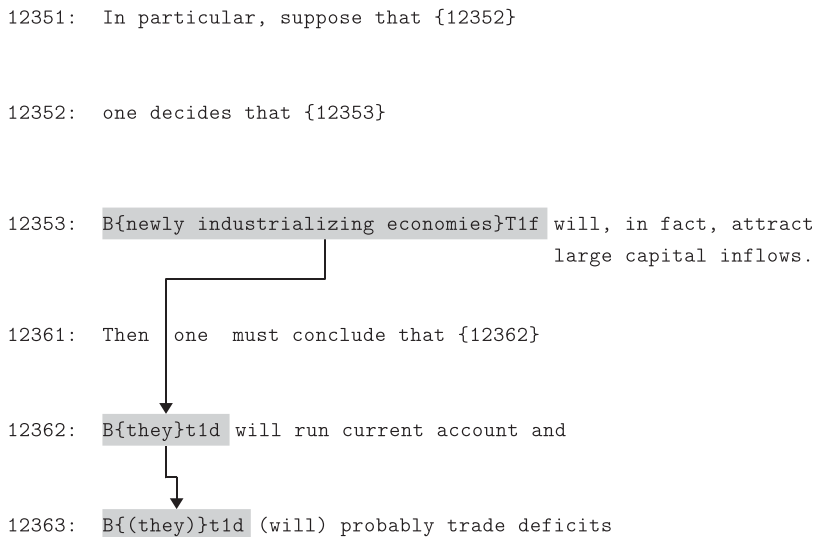 12351: In particular, suppose that {12352}
12352: one decides that {12353}
12353: B{newly industrializing economies}T1f will, in fact, attract
large capital inflows.
12361: Then one must conclude that {12362}
12362: B{they}t1d will run current account and
12363: B{(they)}t1d (will) probably trade deficits